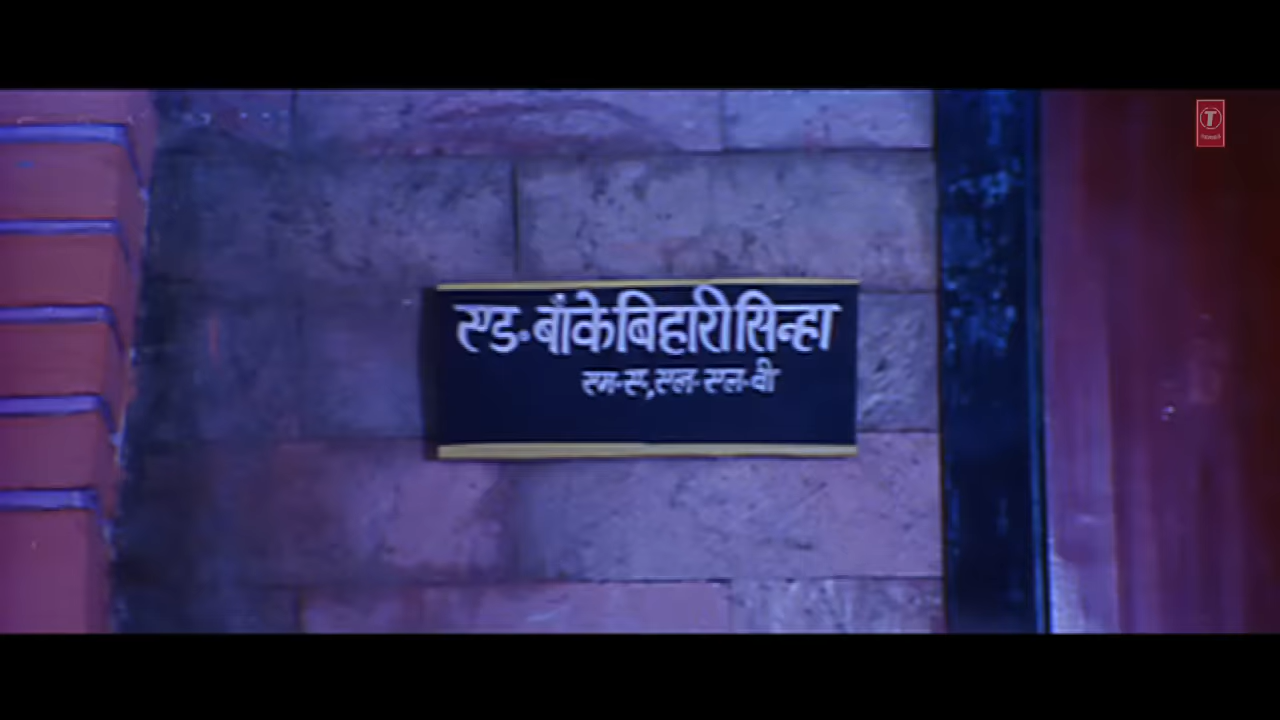 एड॰ बांके बिहारी सिन्हा
एम॰ए, एल॰ एल॰ बी
T